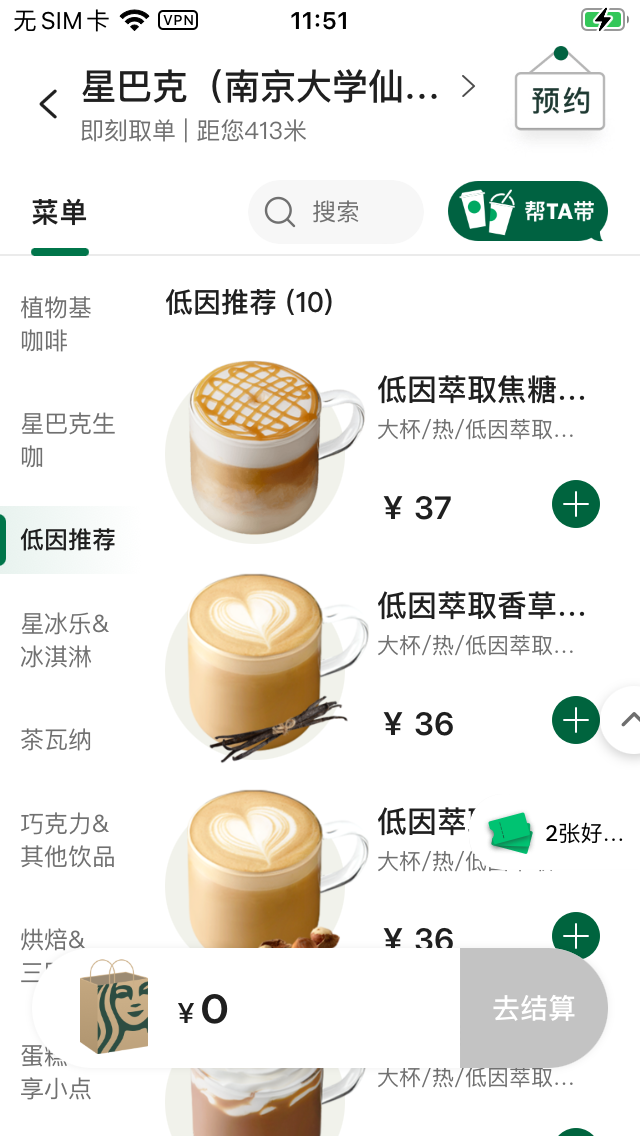 无SIM卡 VPN 11:51
星巴克（南京大学仙...
即刻取单 | 距您413米
预约
菜单
搜索
帮TA带
植物基
咖啡
星巴克生
咖
低因推荐
星冰乐&
冰淇淋
茶瓦纳
巧克力&
其他饮品
烘焙&
蛋糕
享小点
低因推荐 (10)
低因萃取焦糖...
大杯/热/低因萃取...
¥ 37
低因萃取香草...
大杯/热/低因萃取...
¥ 36
低因萃
大杯/热/低
2张好...
¥ 36
大杯/热/低因萃取...
¥ 0
去结算